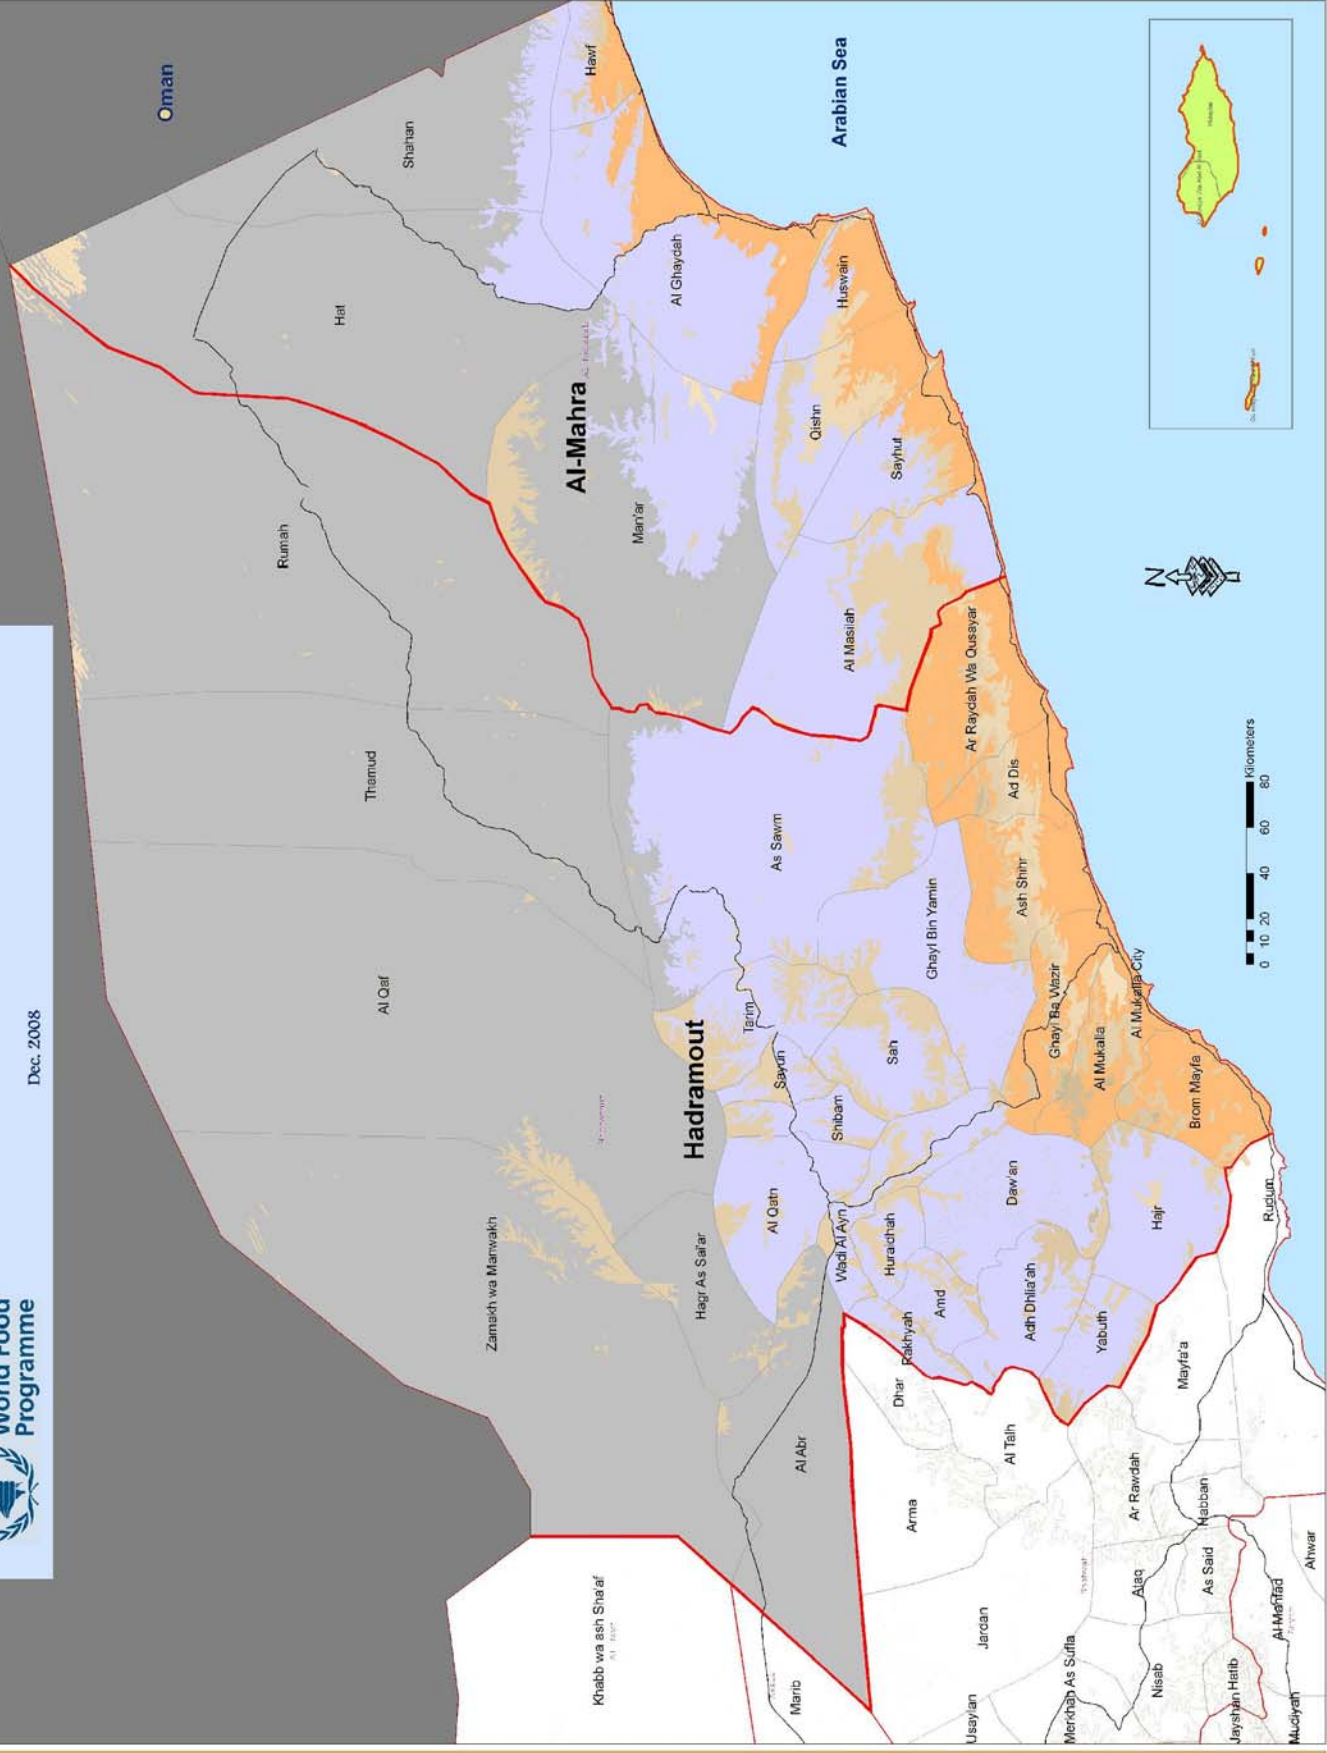 World Food
Programme
Dec. 2008
Oman
Arabian Sea
Shahan
Hawf
Hat
Al Ghaydah
Huswain
Al-Mahra
Qishn
Sayhut
Man'ar
Rumah
Al Masilah
Thamud
Ar Raydah Wa Qusayar
Ad Dis
As Sawm
Ash Shihr
Ghayl Bin Yamin
Al Qaf
Tarim
Ghayl Ba Wazir
Al Mukalla City
Hadramout
Sayun
Sah
Al Mukalla
Brom Mayfa
Shibam
Daw'an
Al Qatn
Wadi Al Ayn
Huraidhah
Hajr
Rudum
Zamakh wa Manwakh
Hagr As Sai'ar
Amd
Adh Dhlia'ah
Rakhyah
Yabuth
Mayfa'a
Dhar
Al Talh
Al Abr
Arma
Ar Rawdah
Habban
Ahwar
Khabb wa ash Sha'af
Jardan
Ataq
As Said
Al Mahfad
Marib
Usaylan
Merkhah As Sufla
Nisab
Jayshan
Hatib
Mudiyah
N
0 10 20 40 60 80
Kilometers